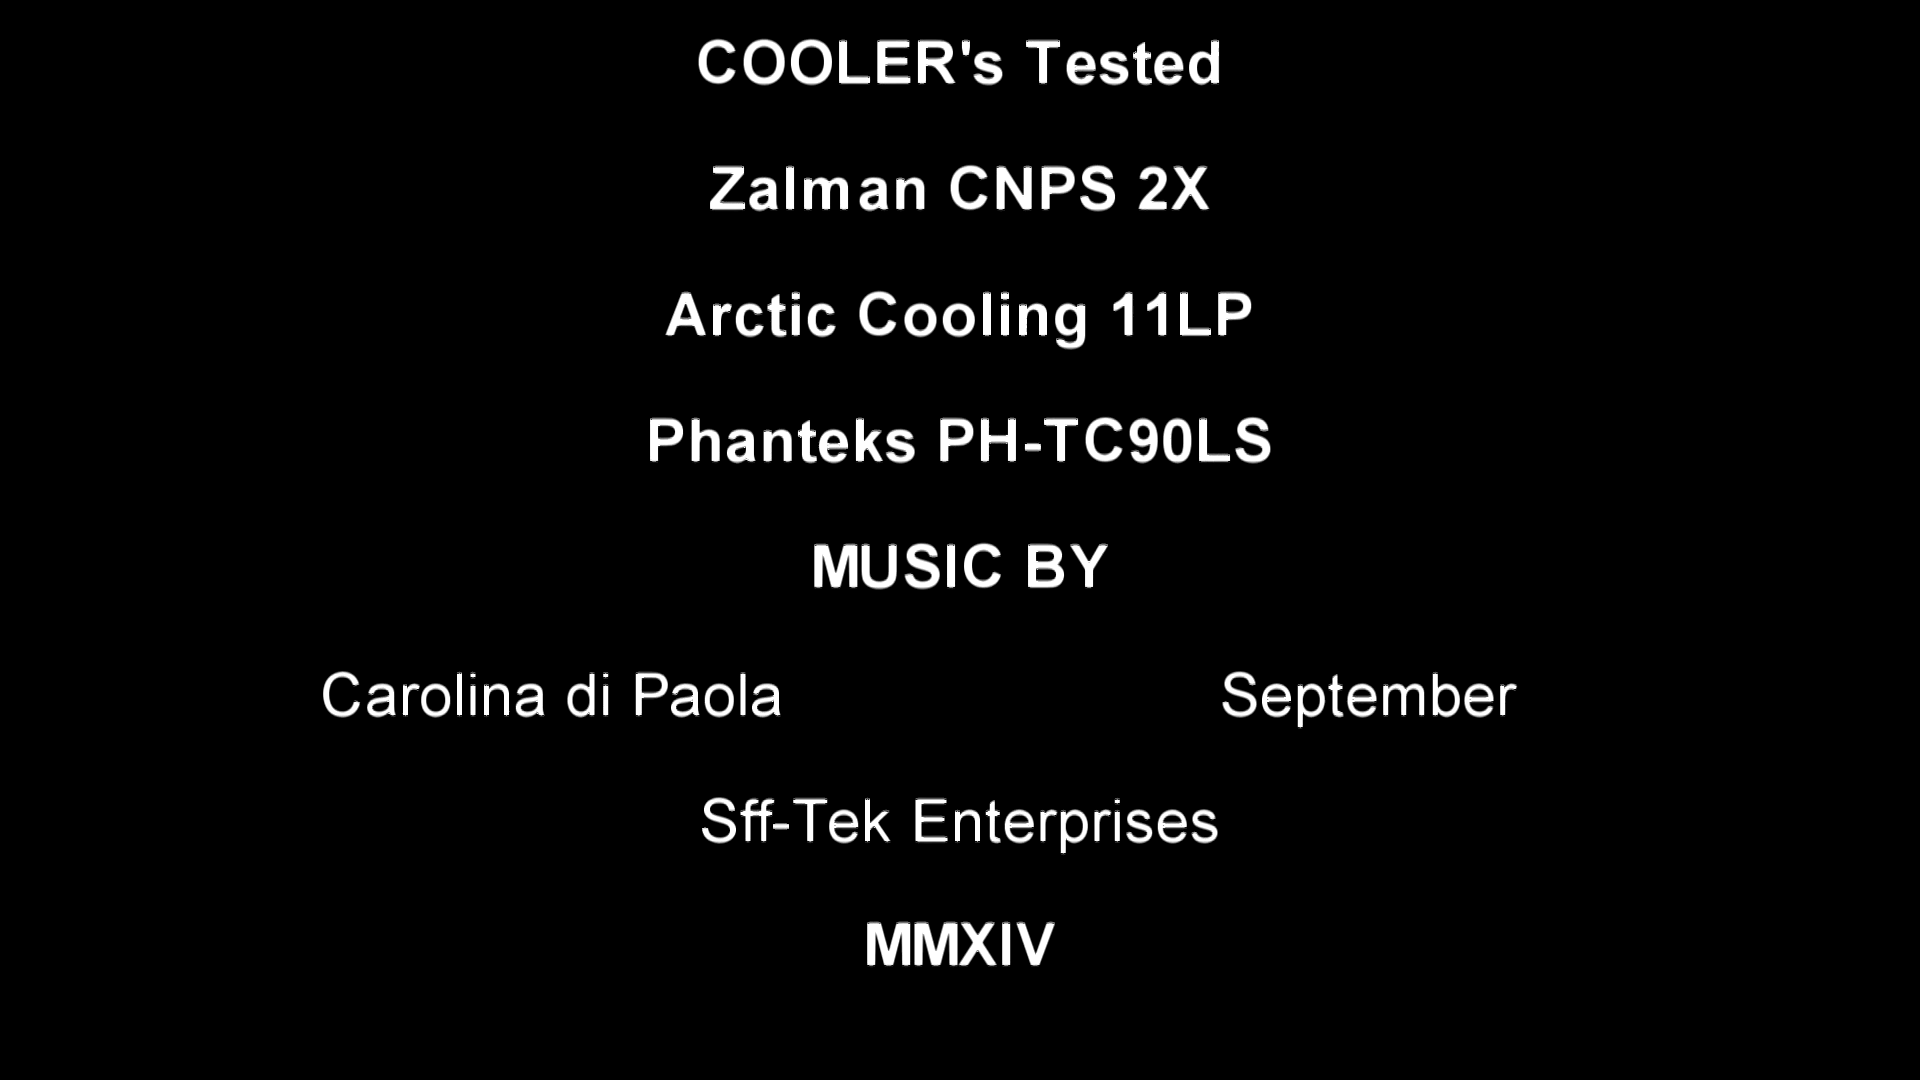 COOLER's Tested
Zalman CNPS 2X
Arctic Cooling 11LP
Phanteks PH-TC90LS
MUSIC BY
Carolina di Paola September
Sff-Tek Enterprises
MMXIV